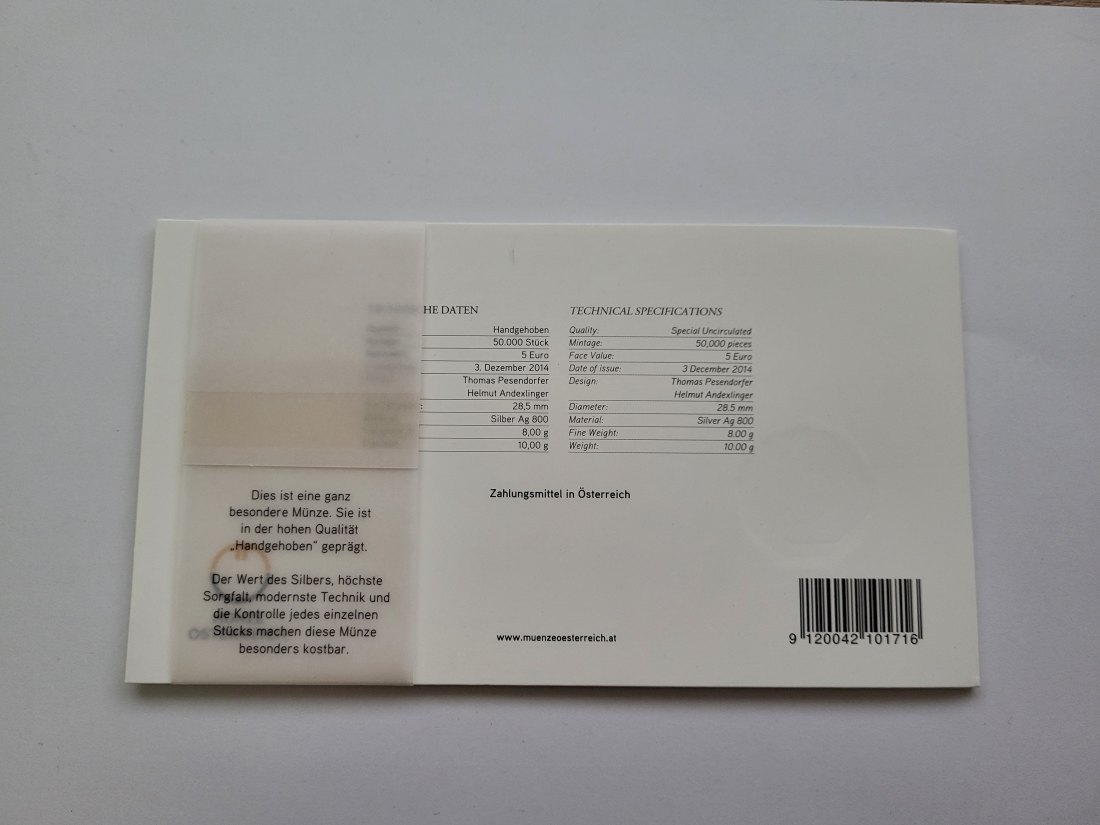 HE DATEN
Handgehoben
50.000 Stück
5 Euro
3. Dezember 2014
Thomas Pesendorfer
Helmut Andexlinger
: 28,5 mm
Silber Ag 800
8,00 g
10,00 g
TECHNICAL SPECIFICATIONS
Quality: Special Uncirculated
Mintage: 50,000 pieces
Face Value: 5 Euro
Date of issue: 3 December 2014
Design: Thomas Pesendorfer
Helmut Andexlinger
Diameter: 28.5 mm
Material: Silver Ag 800
Fine Weight: 8.00 g
Weight: 10.00 g
Zahlungsmittel in Österreich
Dies ist eine ganz
besondere Münze. Sie ist
in der hohen Qualität
„Handgehoben“ geprägt.
Der Wert des Silbers, höchste
Sorgfalt, modernste Technik und
die Kontrolle jedes einzelnen
Stücks machen diese Münze
besonders kostbar.
www.muenzeoesterreich.at
9 120042 101716